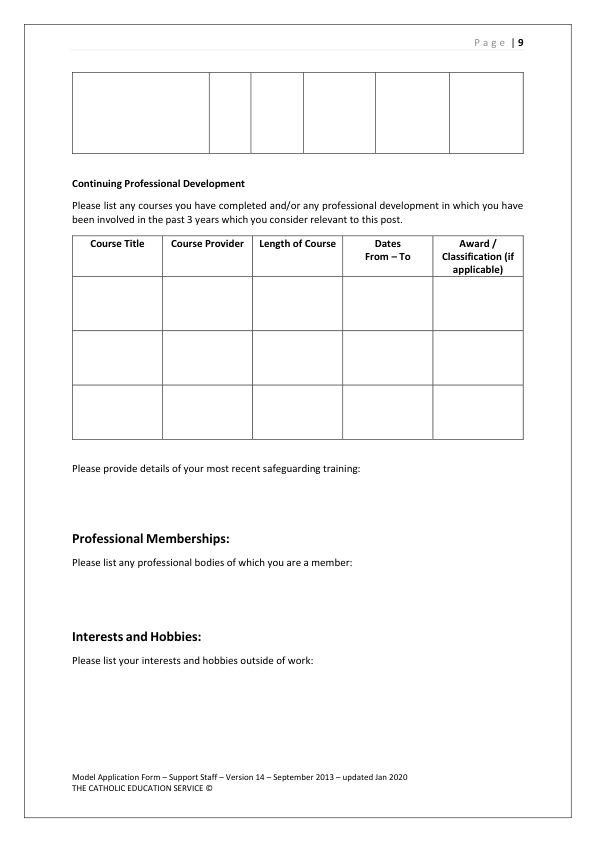 Page | 9
Continuing Professional Development
Please list any courses you have completed and/or any professional development in which you have
been involved in the past 3 years which you consider relevant to this post.
Course Title Course Provider Length of Course Dates From – To Award / Classification (if applicable)
Please provide details of your most recent safeguarding training:
Professional Memberships:
Please list any professional bodies of which you are a member:
Interests and Hobbies:
Please list your interests and hobbies outside of work:
Model Application Form – Support Staff – Version 14 – September 2013 – updated Jan 2020
THE CATHOLIC EDUCATION SERVICE ©